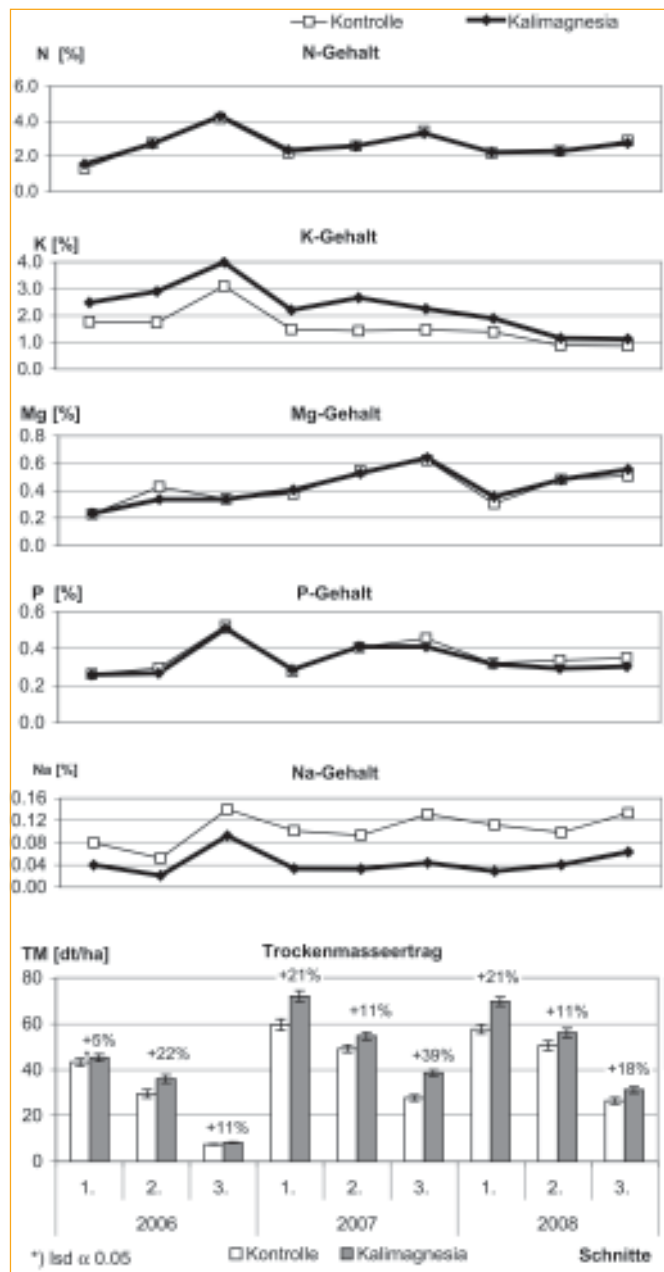 Kontrolle Kalimagnesia
N [%] N-Gehalt
6.0
4.0
2.0
0.0
K [%] K-Gehalt
4.0
3.0
2.0
1.0
0.0
Mg [%] Mg-Gehalt
0.8
0.6
0.4
0.2
0.0
P [%] P-Gehalt
0.6
0.4
0.2
0.0
Na [%] Na-Gehalt
0.16
0.12
0.08
0.04
0.00
TM [dt/ha] Trockenmasseertrag
80
60
40
20
0
+5% +22% +11% +21% +11% +39% +21% +11% +18%
*
1. 2. 3. 1. 2. 3. 1. 2. 3.
2006 2007 2008
*) lsd α 0.05 Kontrolle Kalimagnesia Schnitte